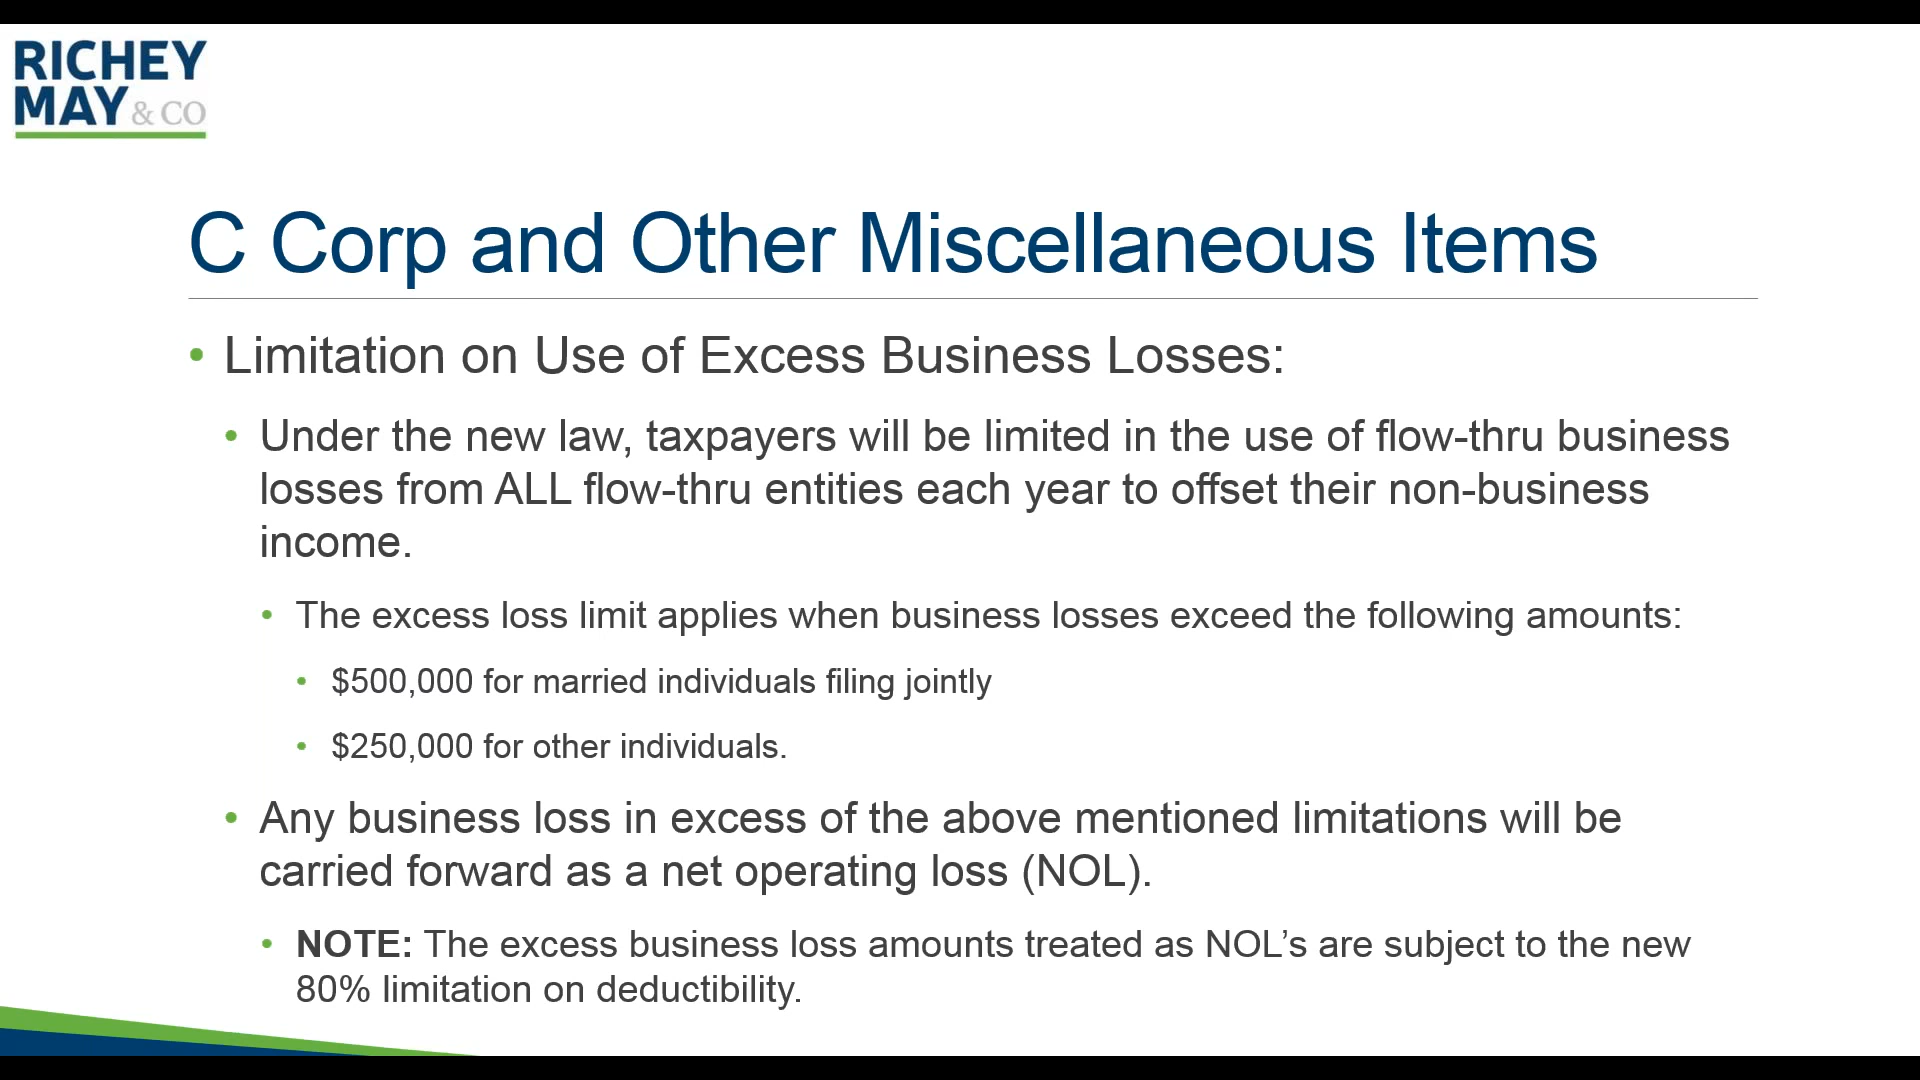 RICHEY
MAY & CO
C Corp and Other Miscellaneous Items
• Limitation on Use of Excess Business Losses:
• Under the new law, taxpayers will be limited in the use of flow-thru business
losses from ALL flow-thru entities each year to offset their non-business
income.
• The excess loss limit applies when business losses exceed the following amounts:
• $500,000 for married individuals filing jointly
• $250,000 for other individuals.
• Any business loss in excess of the above mentioned limitations will be
carried forward as a net operating loss (NOL).
• NOTE: The excess business loss amounts treated as NOL’s are subject to the new
80% limitation on deductibility.